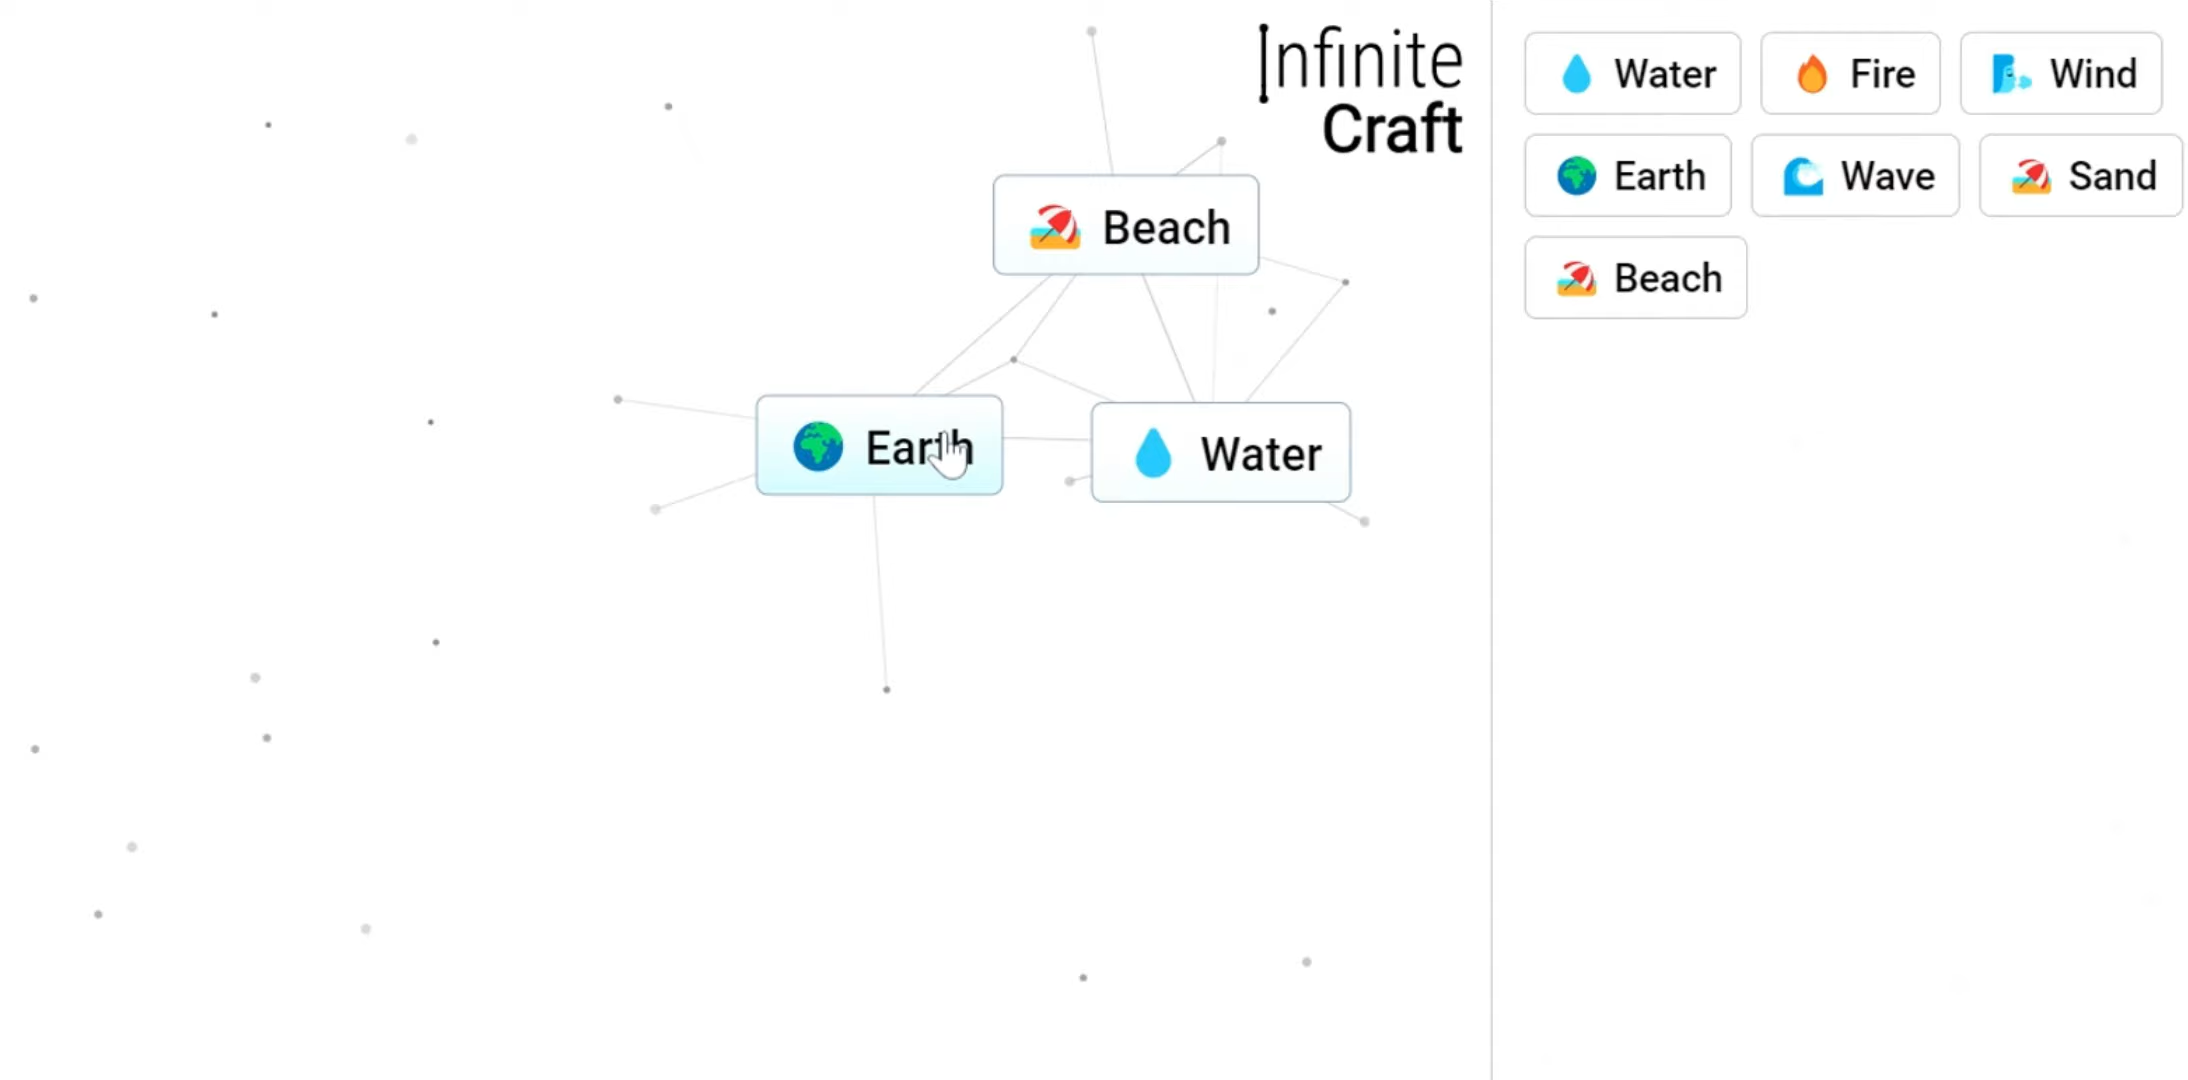 Infinite
Craft
Beach
Earth
Water
Water Fire Wind
Earth Wave Sand
Beach